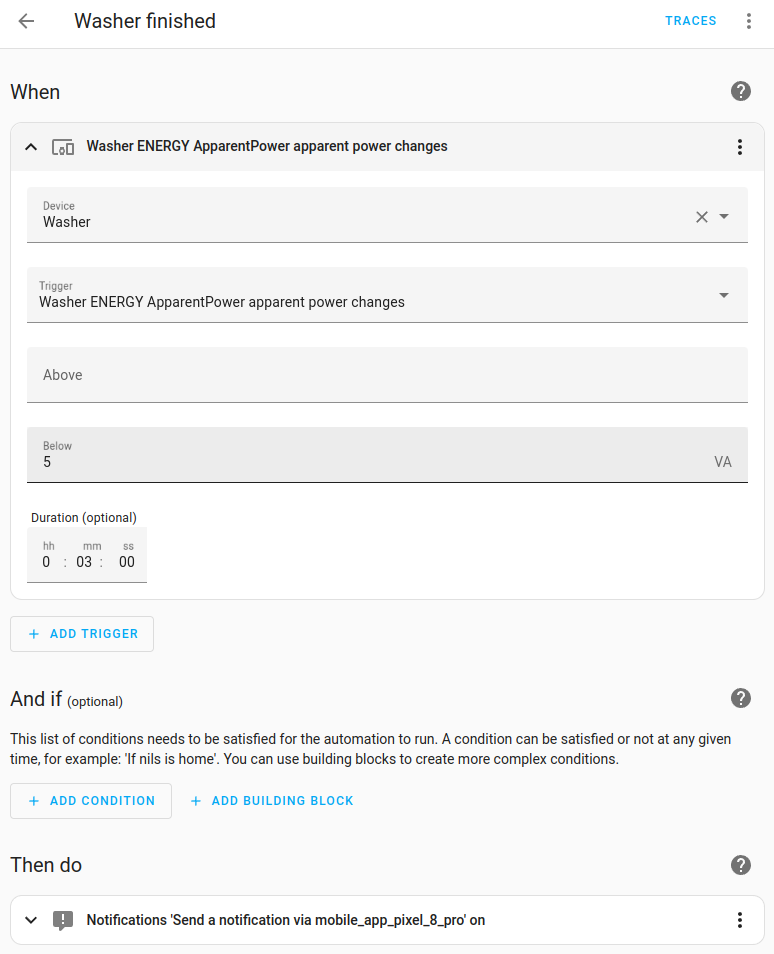 Washer finished
TRACES
When
Washer ENERGY ApparentPower apparent power changes
Device
Washer
Trigger
Washer ENERGY ApparentPower apparent power changes
Above
Below
5 VA
Duration (optional)
hh mm ss
0 : 03 : 00
+ ADD TRIGGER
And if (optional)
This list of conditions needs to be satisfied for the automation to run. A condition can be satisfied or not at any given
time, for example: 'If nils is home'. You can use building blocks to create more complex conditions.
+ ADD CONDITION + ADD BUILDING BLOCK
Then do
Notifications 'Send a notification via mobile_app_pixel_8_pro' on